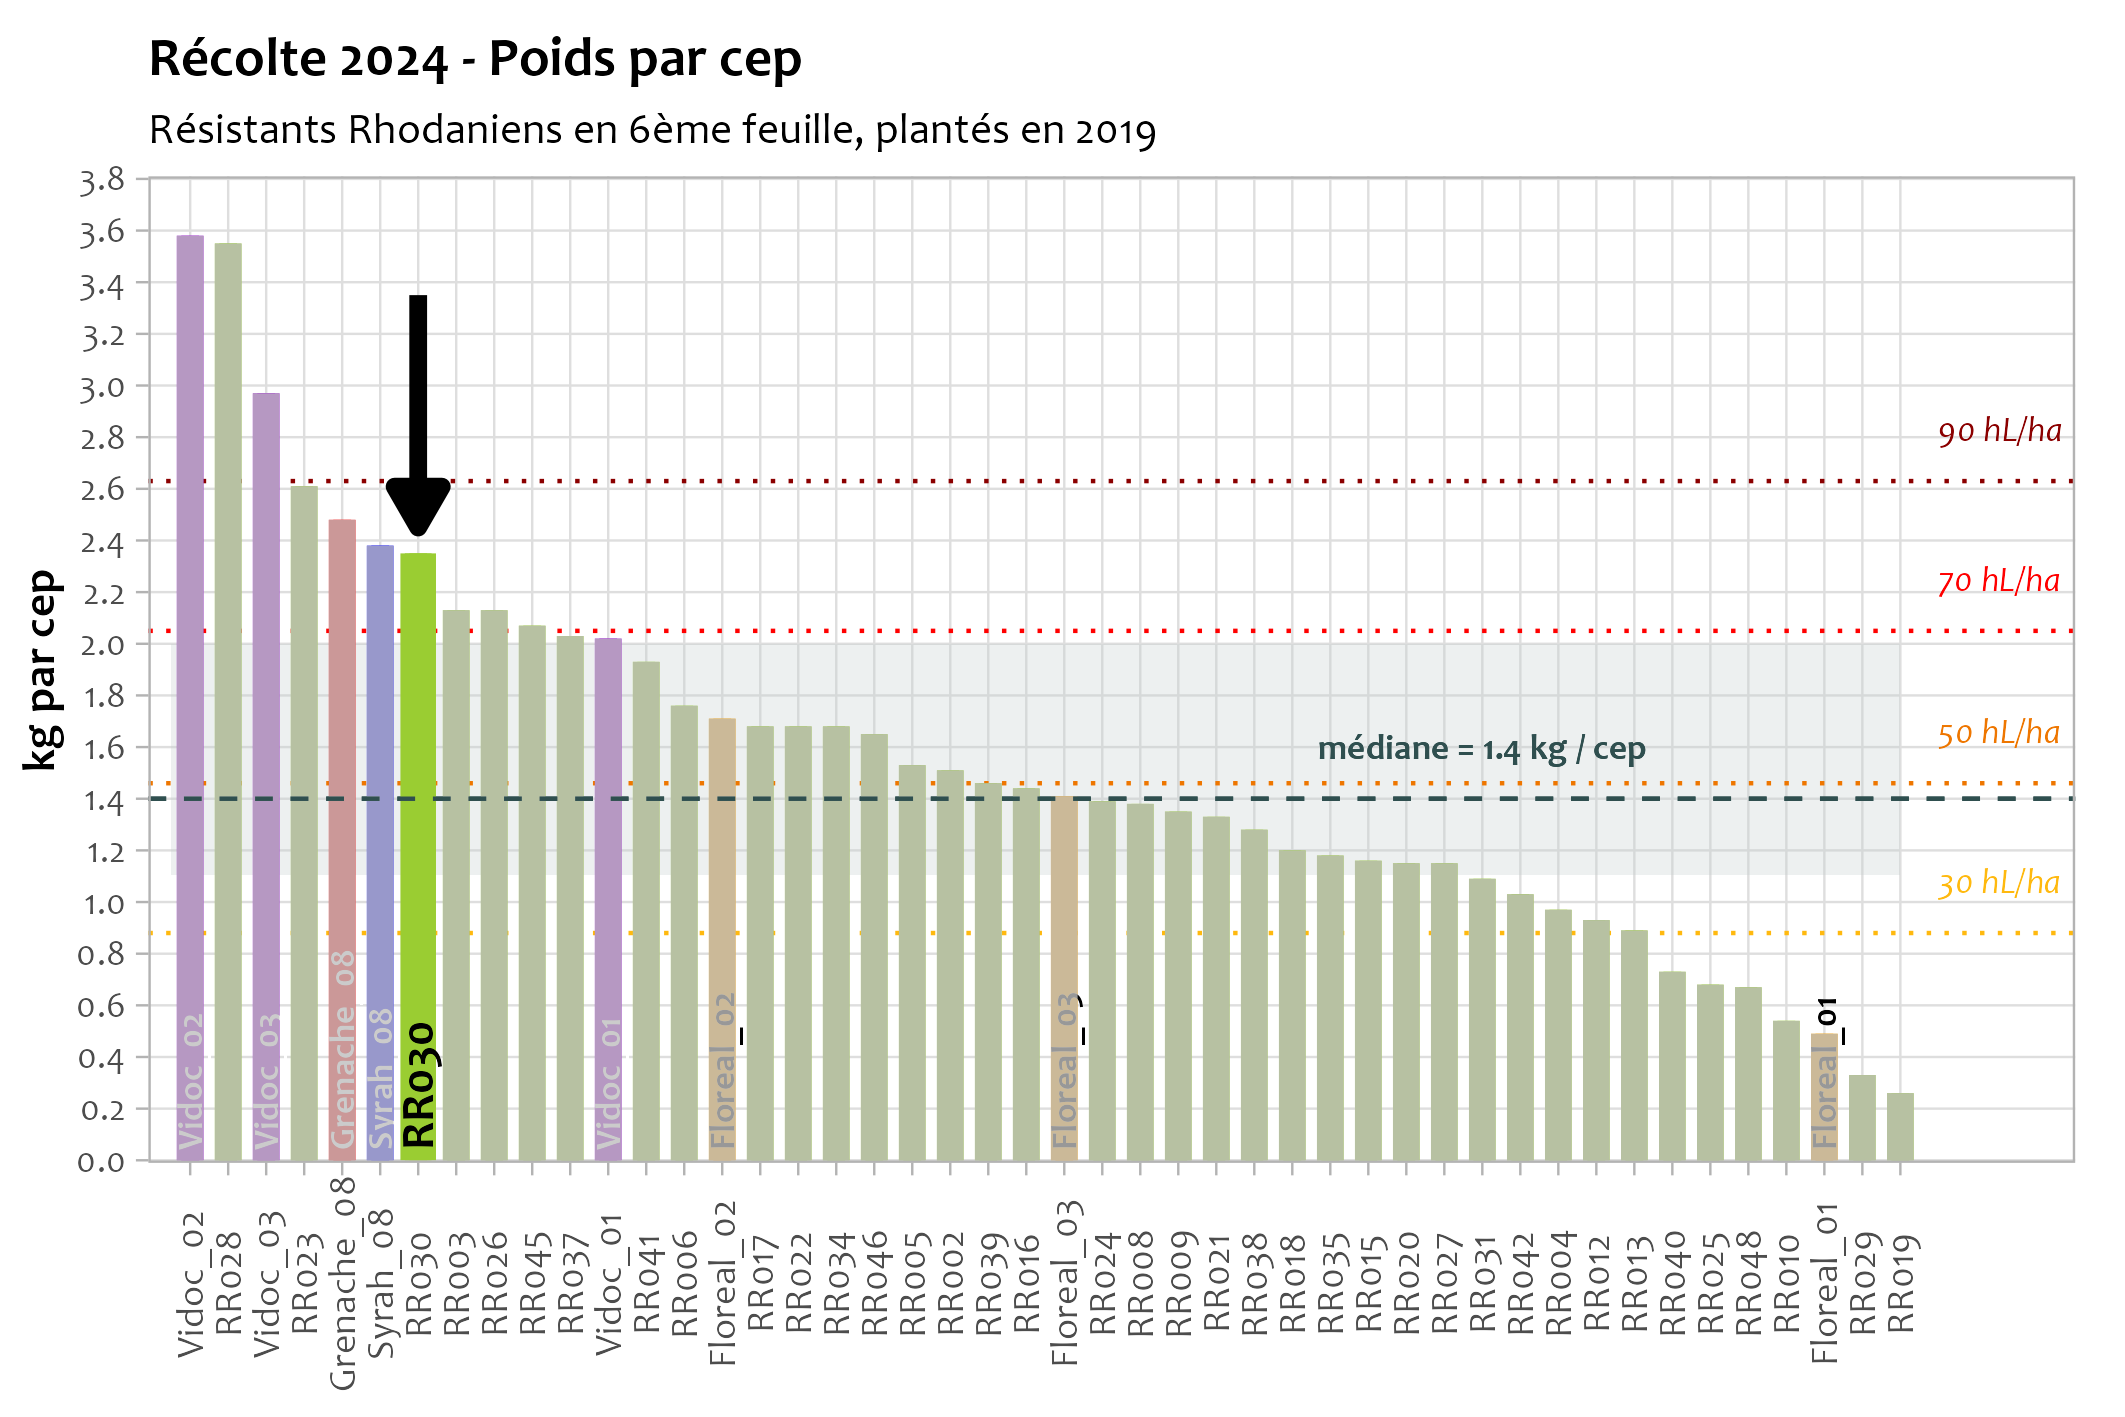 Récolte 2024 - Poids par cep
Résistants Rhodaniens en 6ème feuille, plantés en 2019
kg par cep
3.8
3.6
3.4
3.2
3.0
2.8
2.6
2.4
2.2
2.0
1.8
1.6
1.4
1.2
1.0
0.8
0.6
0.4
0.2
0.0
90 hL/ha
70 hL/ha
50 hL/ha
30 hL/ha
médiane = 1.4 kg / cep
Vidoc_02
Vidoc_03
Grenache_08
Syrah_08
RR030
Vidoc_01
Floreal_02
Floreal_03
Floreal_01
Vidoc_02
RR028
Vidoc_03
RR023
Grenache_08
Syrah_08
RR030
RR003
RR026
RR045
RR037
Vidoc_01
RR041
RR006
Floreal_02
RR017
RR022
RR034
RR046
RR005
RR002
RR039
RR016
Floreal_03
RR024
RR008
RR009
RR021
RR038
RR018
RR035
RR015
RR020
RR027
RR031
RR042
RR004
RR012
RR013
RR040
RR025
RR048
RR010
Floreal_01
RR029
RR019